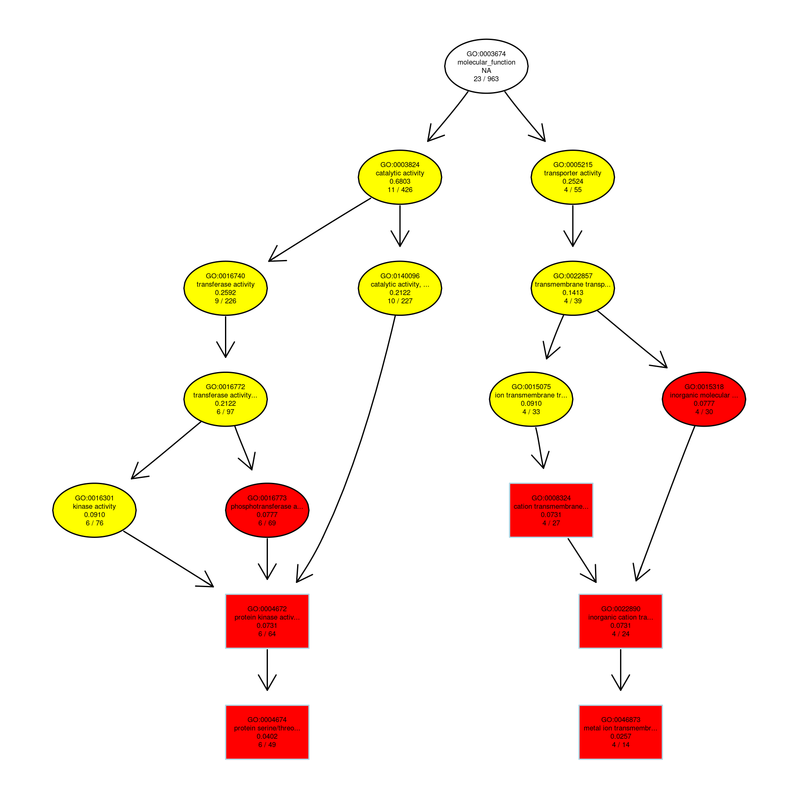 GO:0003674
molecular_function
NA
23 / 963
GO:0003824
catalytic activity
0.6803
11 / 426
GO:0005215
transporter activity
0.2524
4 / 55
GO:0016740
transferase activity
0.2592
9 / 226
GO:0140096
catalytic activity, ...
0.2122
10 / 227
GO:0022857
transmembrane transp...
0.1413
4 / 39
GO:0016772
transferase activity...
0.2122
6 / 97
GO:0015075
ion transmembrane tr...
0.0910
4 / 33
GO:0015318
inorganic molecular ...
0.0777
4 / 30
GO:0016301
kinase activity
0.0910
6 / 76
GO:0016773
phosphotransferase a...
0.0777
6 / 69
GO:0008324
cation transmembrane...
0.0731
4 / 27
GO:0004672
protein kinase activ...
0.0731
6 / 64
GO:0022890
inorganic cation tra...
0.0731
4 / 24
GO:0004674
protein serine/threo...
0.0402
6 / 49
GO:0046873
metal ion transmembr...
0.0257
4 / 14